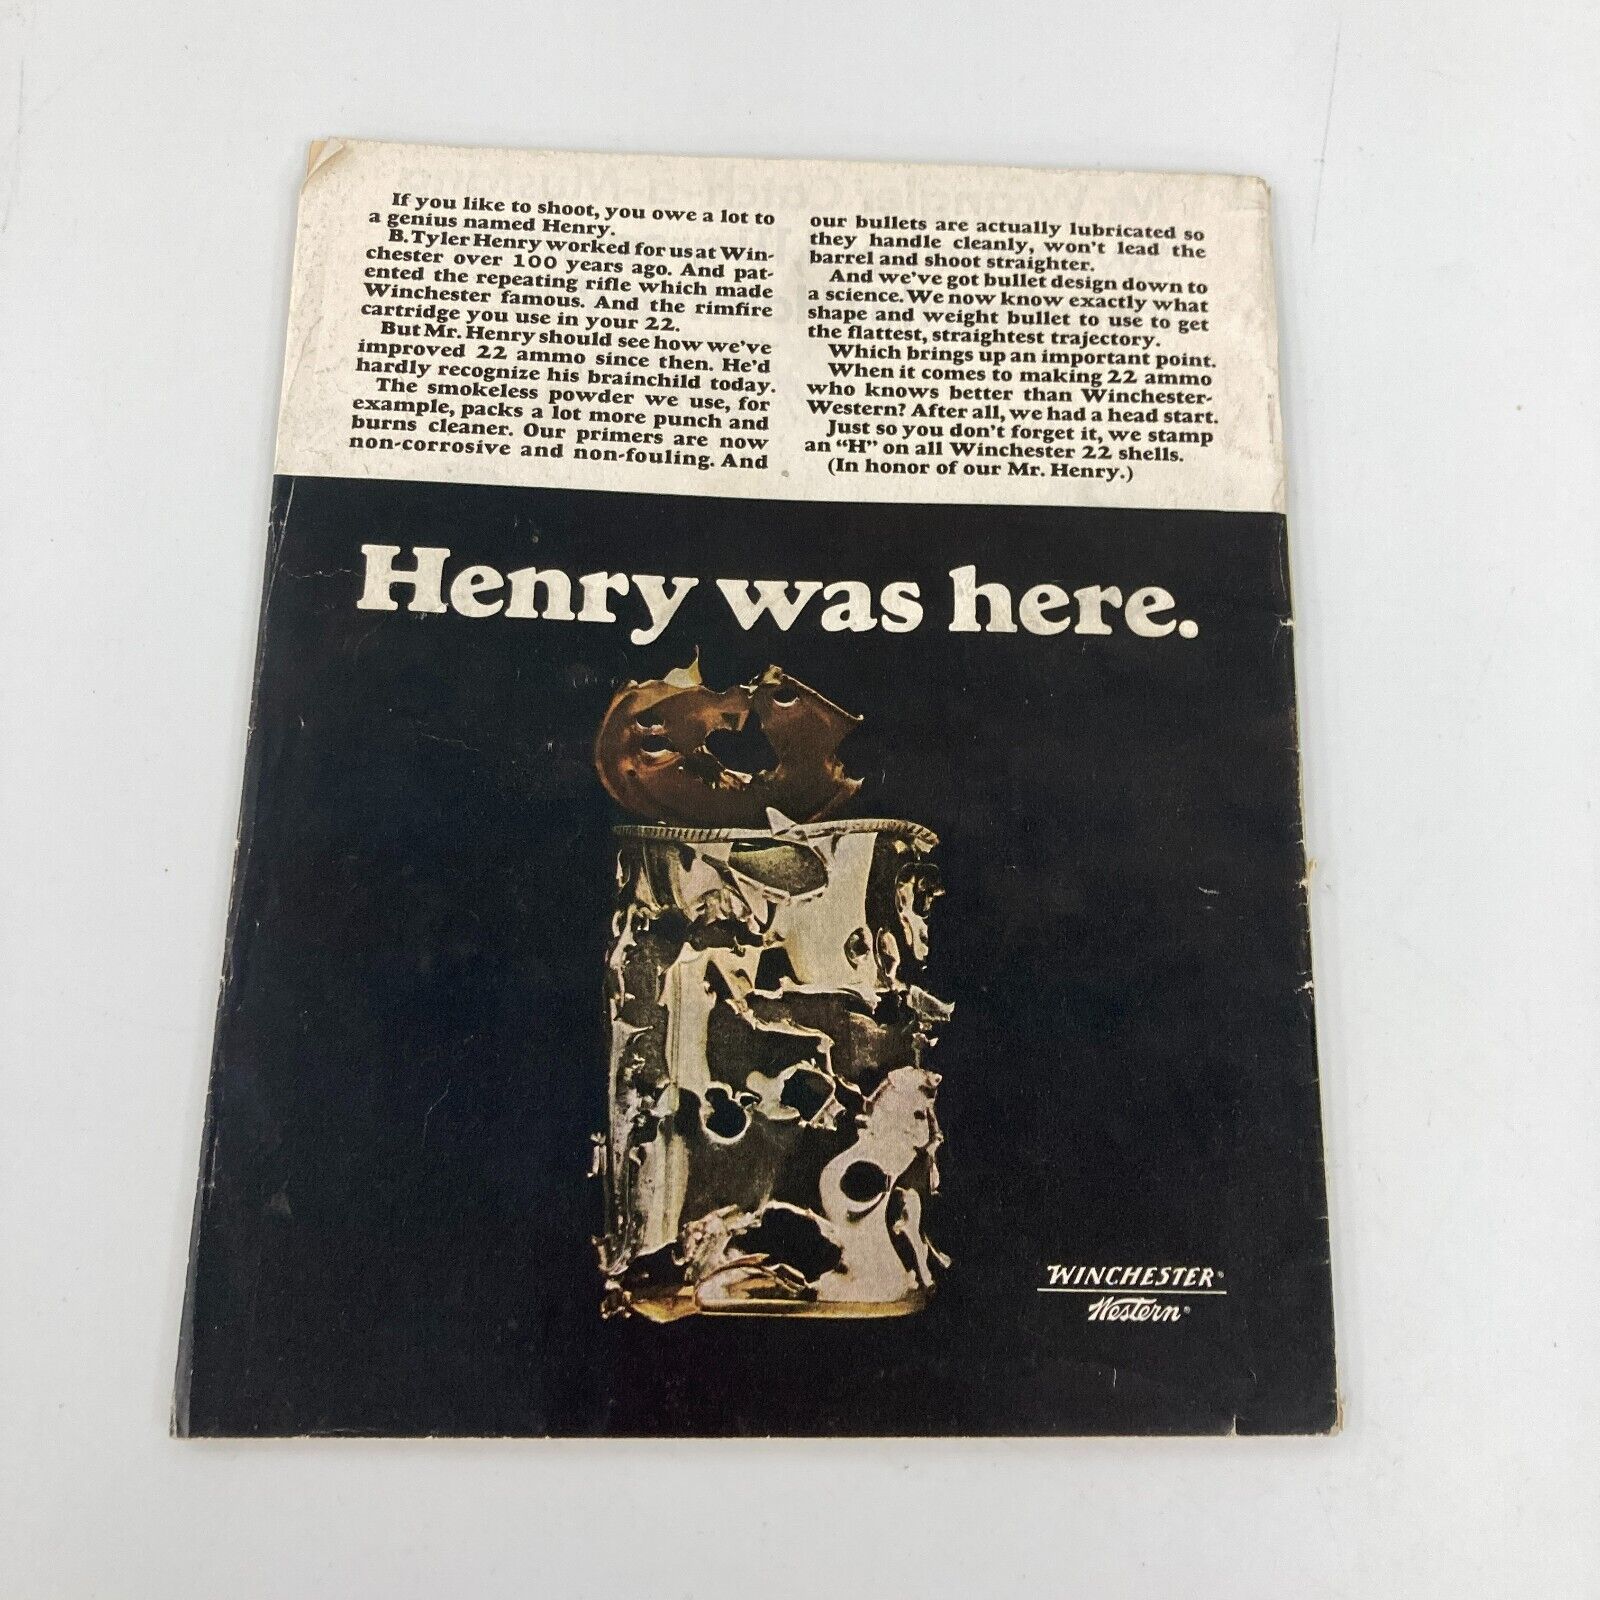 If you like to shoot, you owe a lot to
a genius named Henry.
B. Tyler Henry worked for us at Win-
chester over 100 years ago. And pat-
ented the repeating rifle which made
Winchester famous. And the rimfire
cartridge you use in your 22.
But Mr. Henry should see how we've
improved 22 ammo since then. He'd
hardly recognize his brainchild today.
The smokeless powder we use, for
example, packs a lot more punch and
burns cleaner. Our primers are now
non-corrosive and non-fouling. And
our bullets are actually lubricated so
they handle cleanly, won't lead the
barrel and shoot straighter.
And we've got bullet design down to
a science. We now know exactly what
shape and weight bullet to use to get
the flattest, straightest trajectory.
Which brings up an important point.
When it comes to making 22 ammo
who knows better than Winchester-
Western? After all, we had a head start.
Just so you don't forget it, we stamp
an "H" on all Winchester 22 shells.
(In honor of our Mr. Henry.)
Henry was here.
WINCHESTER®
Western®